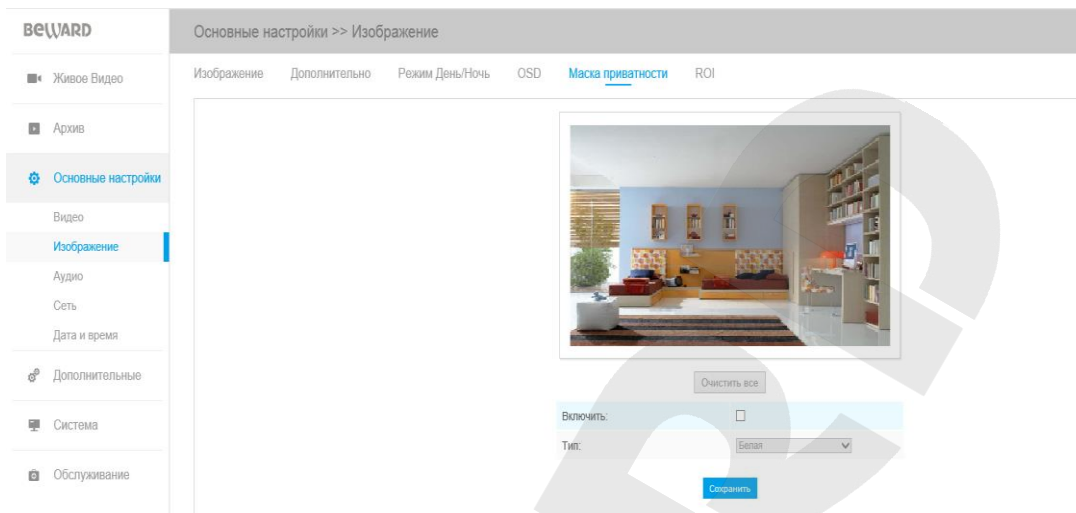 BEWARD
Основные настройки >> Изображение
Живое Видео
Архив
Основные настройки
Видео
Изображение
Аудио
Сеть
Дата и время
Дополнительные
Система
Обслуживание
Изображение Дополнительно Режим День/Ночь OSD Маска приватности ROI
Очистить все
Включить:
Тип: Белая
Сохранить